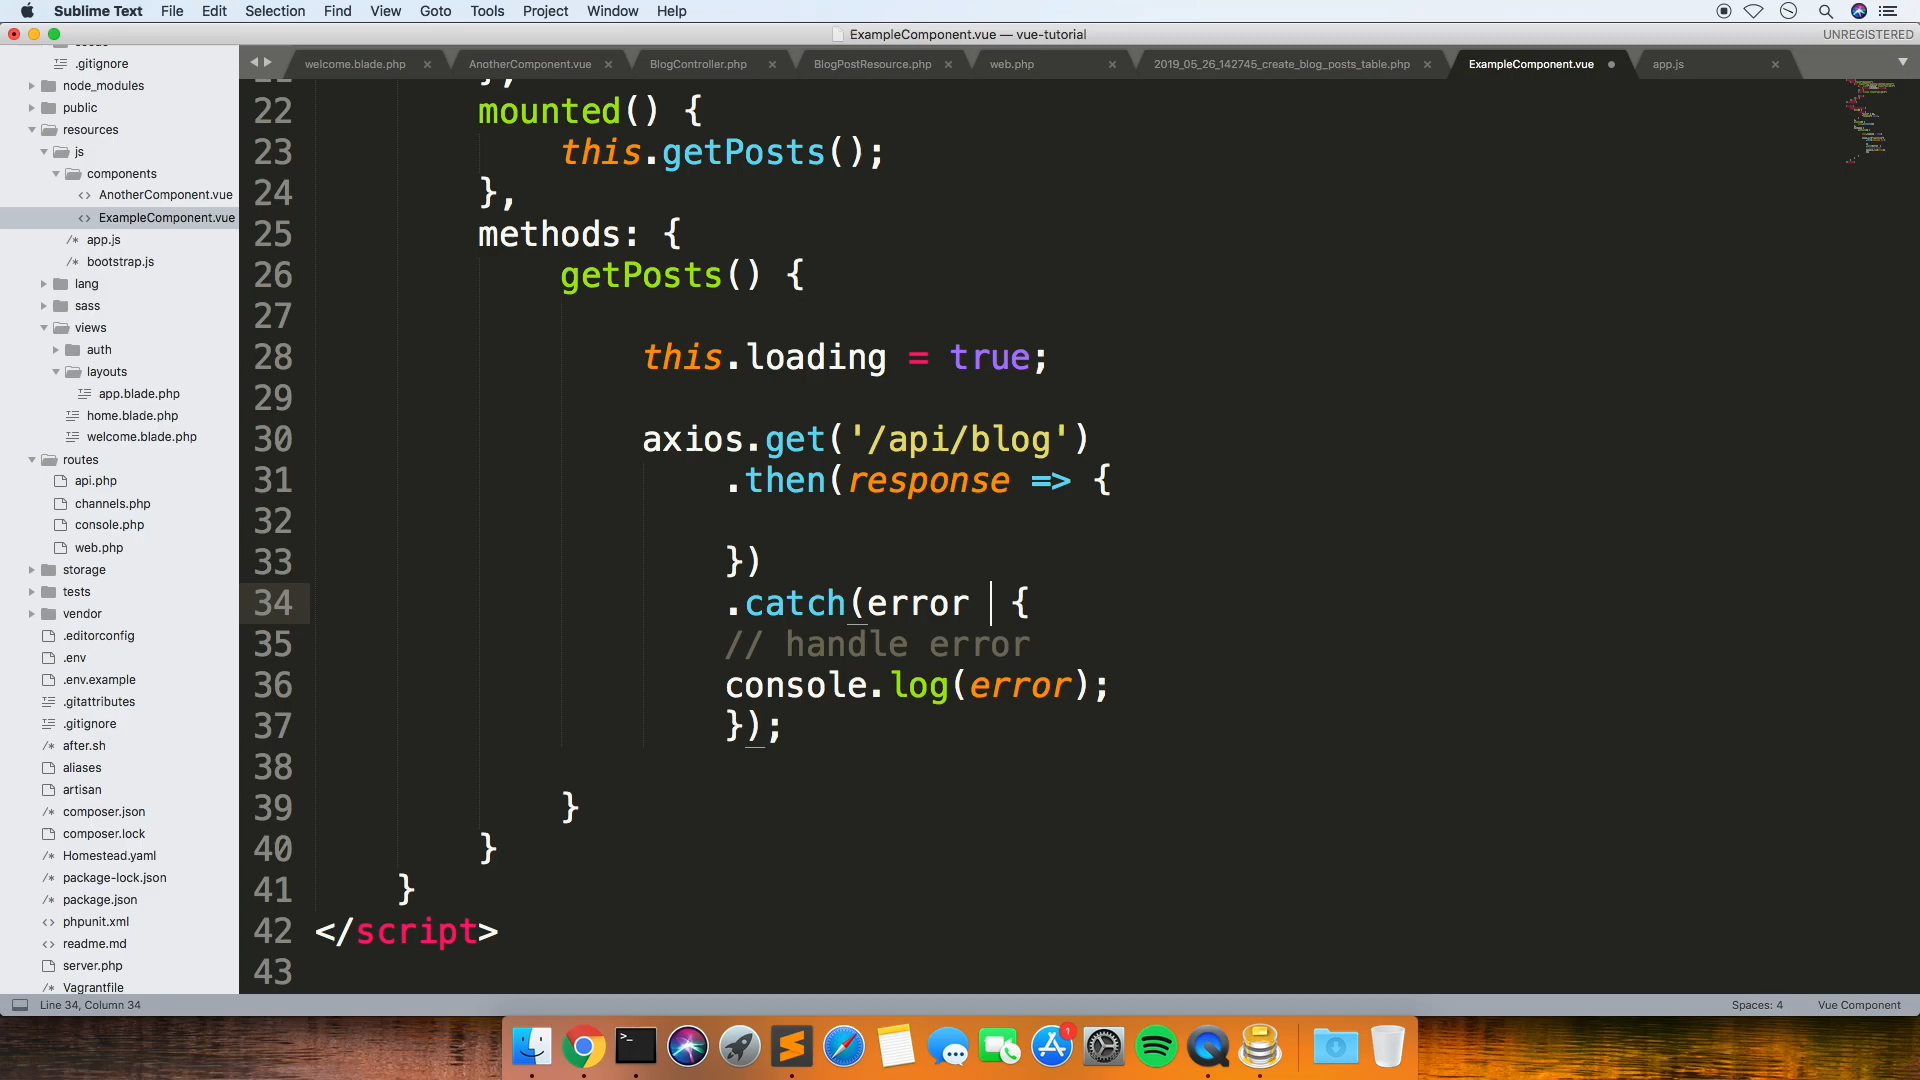 Sublime Text File Edit Selection Find View Goto Tools Project Window Help
ExampleComponent.vue — vue-tutorial
UNREGISTERED
.gitignore
node_modules
public
resources
js
components
AnotherComponent.vue
ExampleComponent.vue
app.js
bootstrap.js
lang
sass
views
auth
layouts
app.blade.php
home.blade.php
welcome.blade.php
routes
api.php
channels.php
console.php
web.php
storage
tests
vendor
.editorconfig
.env
.env.example
.gitattributes
.gitignore
after.sh
aliases
artisan
composer.json
composer.lock
Homestead.yaml
package-lock.json
package.json
phpunit.xml
readme.md
server.php
Vagrantfile
welcome.blade.php AnotherComponent.vue BlogController.php BlogPostResource.php web.php 2019_05_26_142745_create_blog_posts_table.php ExampleComponent.vue app.js
22 mounted() {
23 this.getPosts();
24 },
25 methods: {
26 getPosts() {
27
28 this.loading = true;
29
30 axios.get('/api/blog')
31 .then(response => {
32
33 })
34 .catch(error {
35 // handle error
36 console.log(error);
37 });
38
39 }
40 }
41 }
42 </script>
43
Line 34, Column 34
Spaces: 4 Vue Component
1